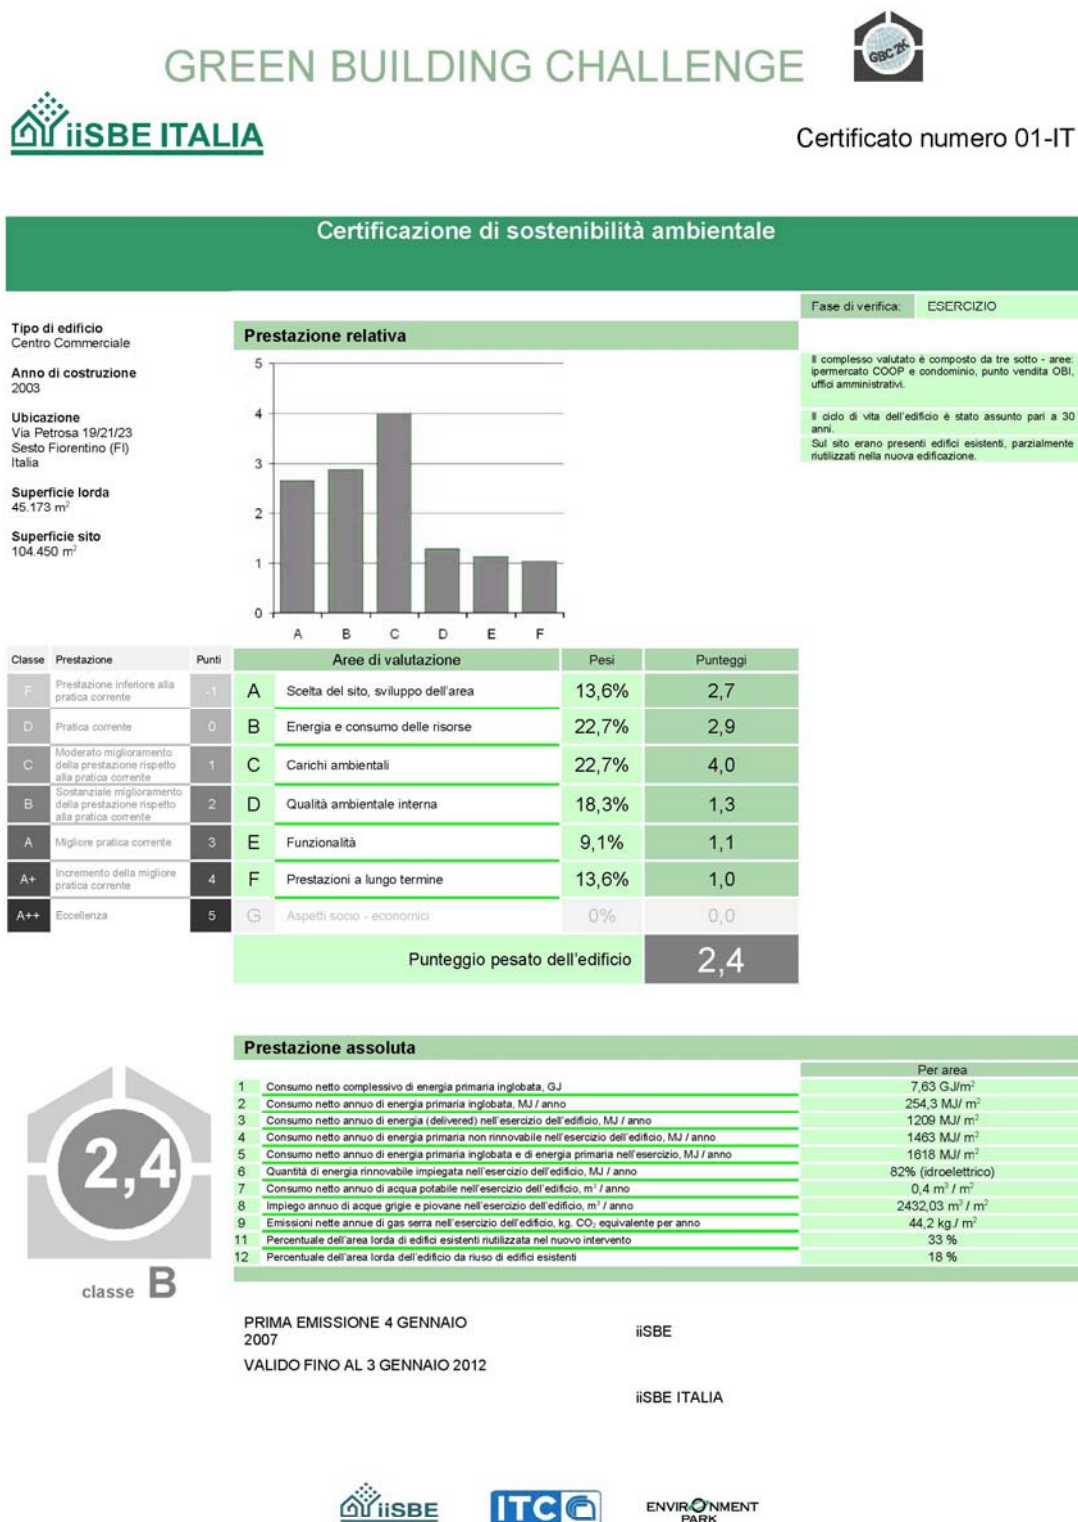 GREEN BUILDING CHALLENGE
GBC 2K
iiSBE ITALIA
Certificato numero 01-IT
Certificazione di sostenibilità ambientale
Fase di verifica: ESERCIZIO
Tipo di edificio
Centro Commerciale
Anno di costruzione
2003
Ubicazione
Via Petrosa 19/21/23
Sesto Fiorentino (FI)
Italia
Superficie lorda
45.173 m²
Superficie sito
104.450 m²
Prestazione relativa
5
4
3
2
1
0
A B C D E F
Il complesso valutato è composto da tre sotto - aree:
ipermercato COOP e condominio, punto vendita OBI,
uffici amministrativi.
Il ciclo di vita dell'edificio è stato assunto pari a 30
anni.
Sul sito erano presenti edifici esistenti, parzialmente
riutilizzati nella nuova edificazione.
Classe Prestazione Punti
F Prestazione inferiore alla -1
pratica corrente
D Pratica corrente 0
Moderato miglioramento
C della prestazione rispetto 1
alla pratica corrente
Sostanziale miglioramento
B della prestazione rispetto 2
alla pratica corrente
A Migliore pratica corrente 3
A+ Incremento della migliore 4
pratica corrente
A++ Eccellenza 5
Aree di valutazione Pesi Punteggi
A Scelta del sito, sviluppo dell'area 13,6% 2,7
B Energia e consumo delle risorse 22,7% 2,9
C Carichi ambientali 22,7% 4,0
D Qualità ambientale interna 18,3% 1,3
E Funzionalità 9,1% 1,1
F Prestazioni a lungo termine 13,6% 1,0
G Aspetti socio - economici 0% 0,0
Punteggio pesato dell'edificio 2,4
Prestazione assoluta
Per area
1 Consumo netto complessivo di energia primaria inglobata, GJ 7,63 GJ/m²
2 Consumo netto annuo di energia primaria inglobata, MJ / anno 254,3 MJ/ m²
3 Consumo netto annuo di energia (delivered) nell'esercizio dell'edificio, MJ / anno 1209 MJ/ m²
4 Consumo netto annuo di energia primaria non rinnovabile nell'esercizio dell'edificio, MJ / anno 1463 MJ/ m²
5 Consumo netto annuo di energia primaria inglobata e di energia primaria nell'esercizio, MJ / anno 1618 MJ/ m²
6 Quantità di energia rinnovabile impiegata nell'esercizio dell'edificio, MJ / anno 82% (idroelettrico)
7 Consumo netto annuo di acqua potabile nell'esercizio dell'edificio, m³ / anno 0,4 m³ / m²
8 Impiego annuo di acque grigie e piovane nell'esercizio dell'edificio, m³ / anno 2432,03 m³ / m²
9 Emissioni nette annue di gas serra nell'esercizio dell'edificio, kg. CO₂ equivalente per anno 44,2 kg./ m²
11 Percentuale dell'area lorda di edifici esistenti riutilizzata nel nuovo intervento 33 %
12 Percentuale dell'area lorda dell'edificio da riuso di edifici esistenti 18 %
2,4
classe B
PRIMA EMISSIONE 4 GENNAIO
2007
VALIDO FINO AL 3 GENNAIO 2012
iiSBE
iiSBE ITALIA
iiSBE
ITC
ENVIRONMENT
PARK